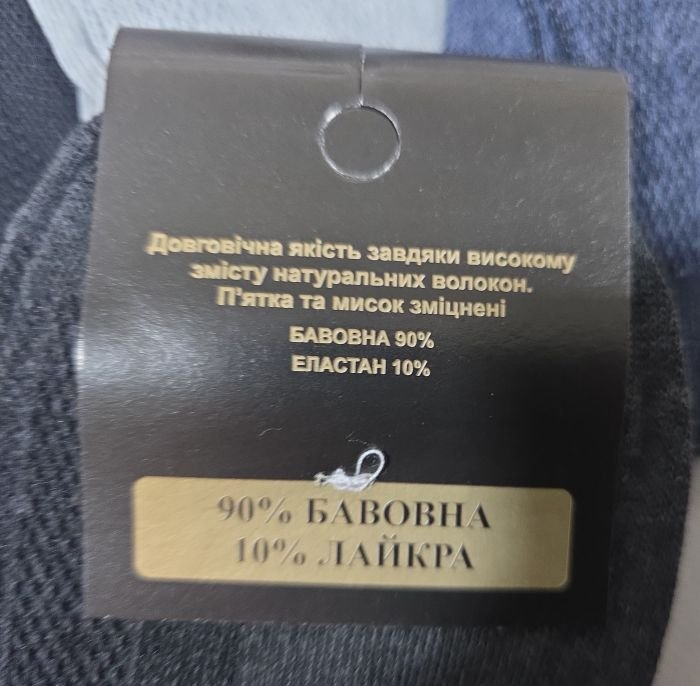 Довговічна якість завдяки високому
змісту натуральних волокон.
П'ятка та мисок зміцнені
БАВОВНА 90%
ЕЛАСТАН 10%
90% БАВОВНА
10% ЛАЙКРА